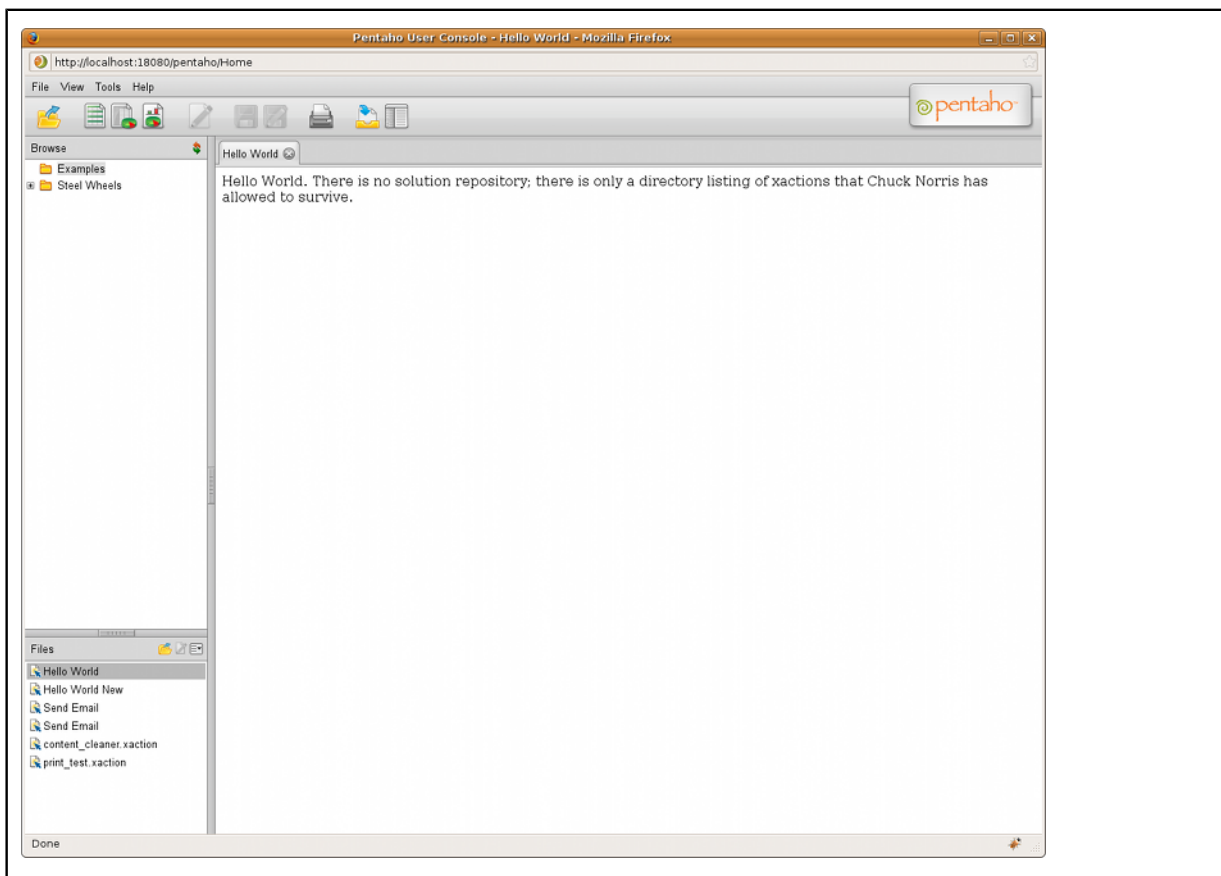 Pentaho User Console - Hello World - Mozilla Firefox
http://localhost:18080/pentaho/Home
File View Tools Help
pentaho
Browse
Examples
Steel Wheels
Hello World
Hello World. There is no solution repository; there is only a directory listing of xactions that Chuck Norris has
allowed to survive.
Files
Hello World
Hello World New
Send Email
Send Email
content_cleaner.xaction
print_test.xaction
Done